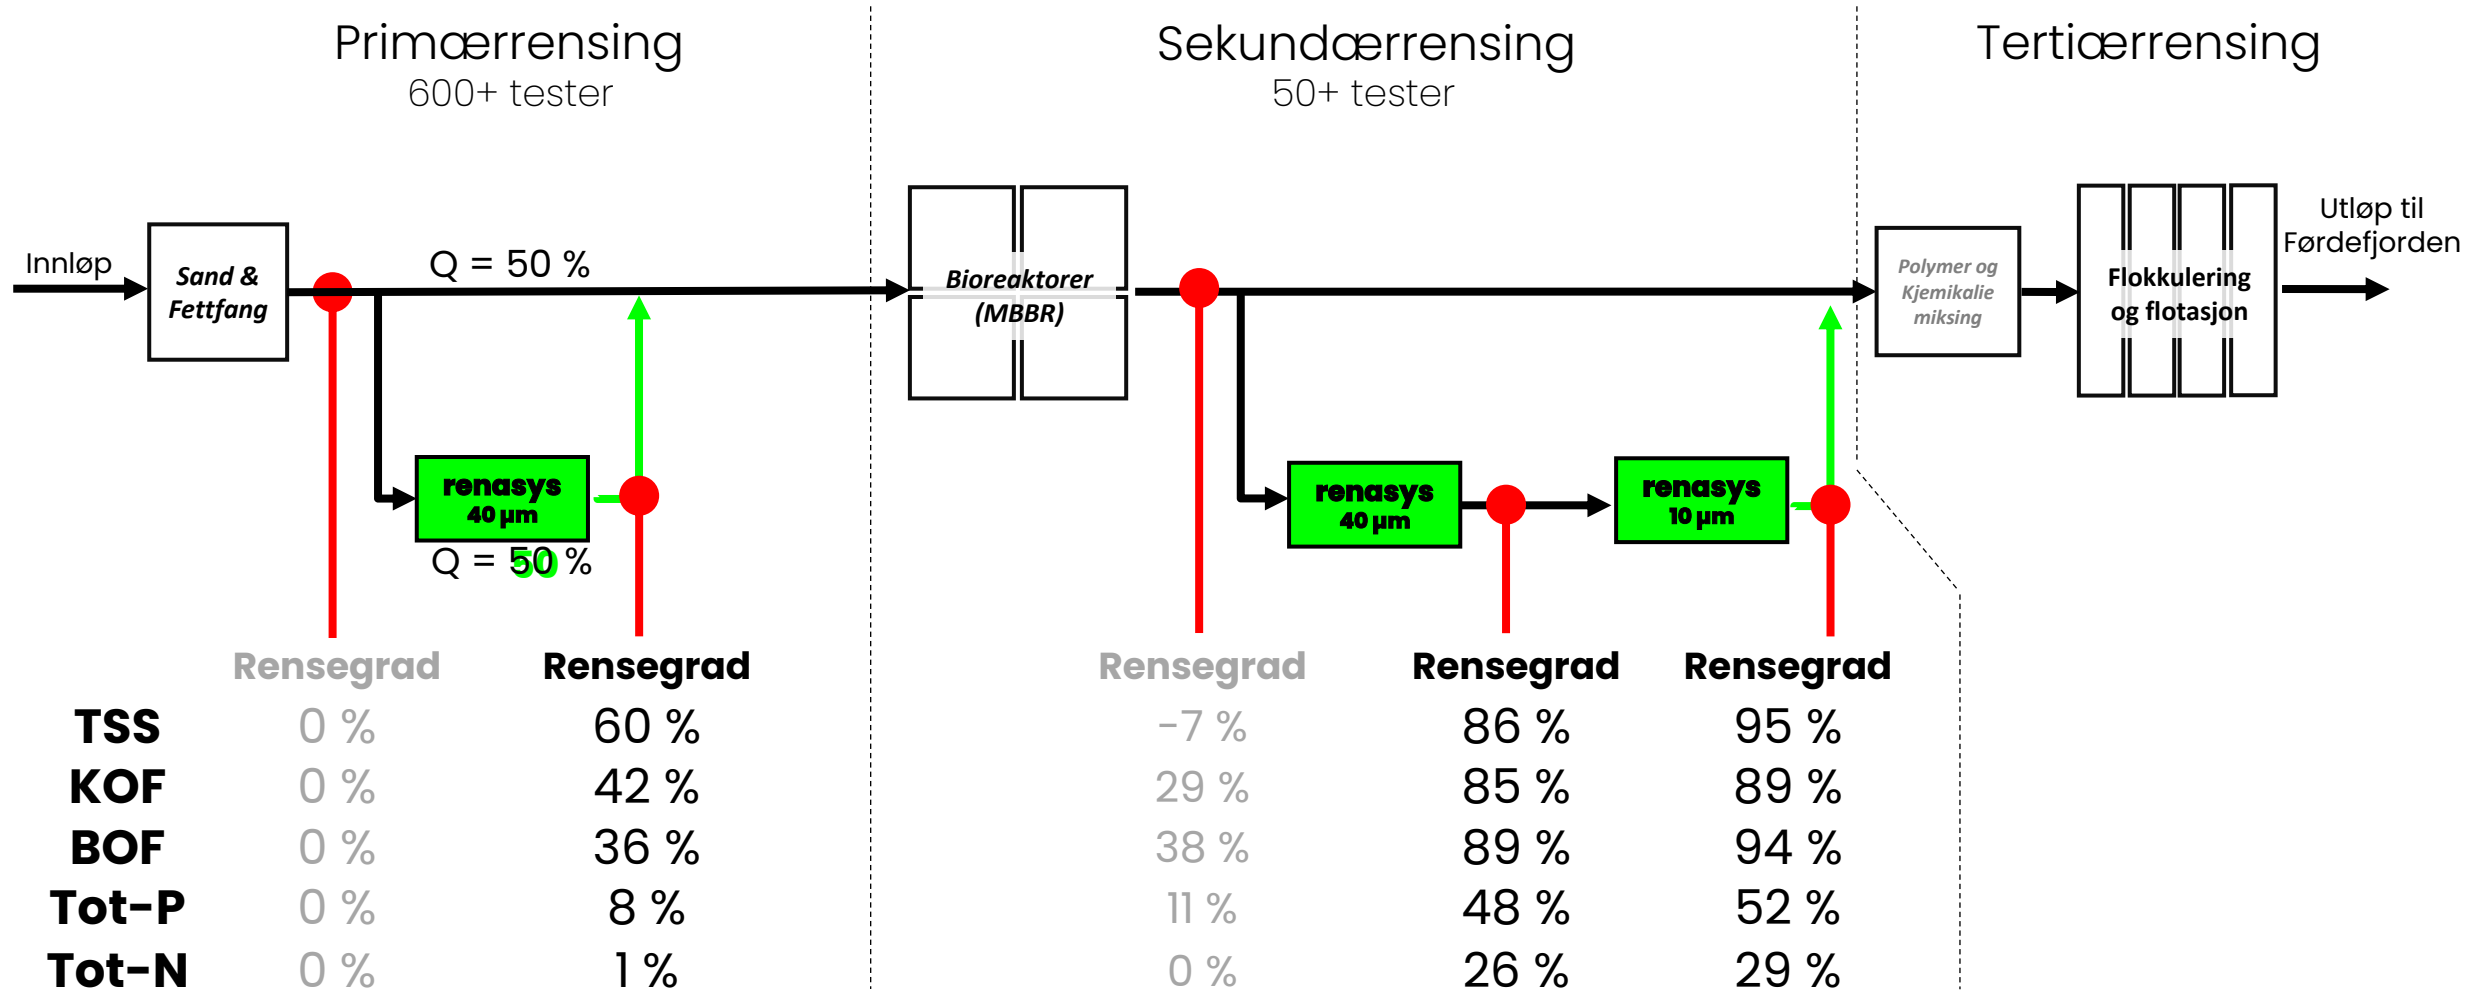 Primærrensing
600+ tester
Sekundærrensing
50+ tester
Tertiærrensing
Innløp
Sand &
Fettfang
Q = 50 %
renasys
40 µm
Q = 50 %
Bioreaktorer
(MBBR)
renasys
40 µm
renasys
10 µm
Polymer og
Kjemikalie
miksing
Flokkulering
og flotasjon
Utløp til
Førdefjorden
Rensegrad Rensegrad Rensegrad Rensegrad Rensegrad
TSS 0 % 60 % -7 % 86 % 95 %
KOF 0 % 42 % 29 % 85 % 89 %
BOF 0 % 36 % 38 % 89 % 94 %
Tot-P 0 % 8 % 11 % 48 % 52 %
Tot-N 0 % 1 % 0 % 26 % 29 %